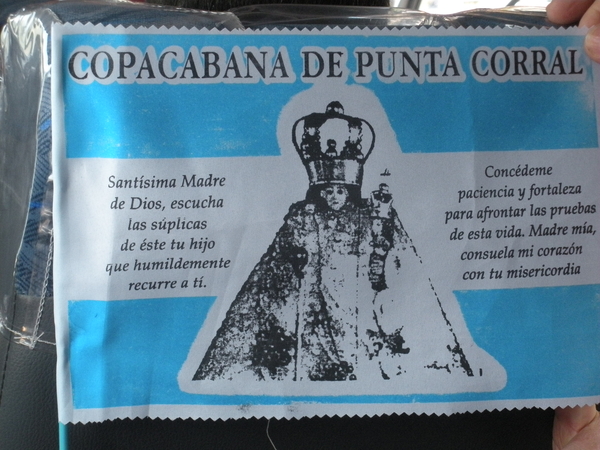 COPACABANA DE PUNTA CORRAL
Santísima Madre
de Dios, escucha
las súplicas
de éste tu hijo
que humildemente
recurre a tí.
Concédeme
paciencia y fortaleza
para afrontar las pruebas
de esta vida. Madre mía,
consuela mi corazón
con tu misericordia